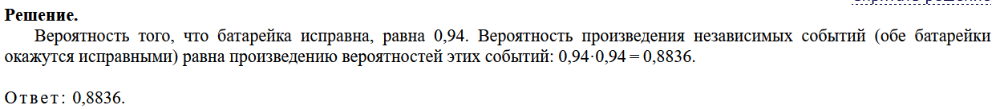 Решение.
Вероятность того, что батарейка исправна, равна 0,94. Вероятность произведения независимых событий (обе батарейки
окажутся исправными) равна произведению вероятностей этих событий: 0,94·0,94 = 0,8836.
Ответ: 0,8836.